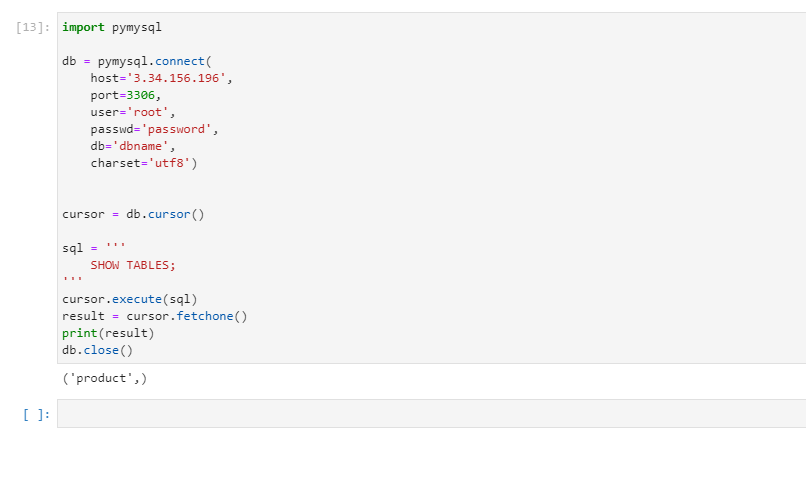 [13]: import pymysql
db = pymysql.connect(
    host='3.34.156.196',
    port=3306,
    user='root',
    passwd='password',
    db='dbname',
    charset='utf8')
cursor = db.cursor()
sql = '''
    SHOW TABLES;
'''
cursor.execute(sql)
result = cursor.fetchone()
print(result)
db.close()
('product',)
[ ]: